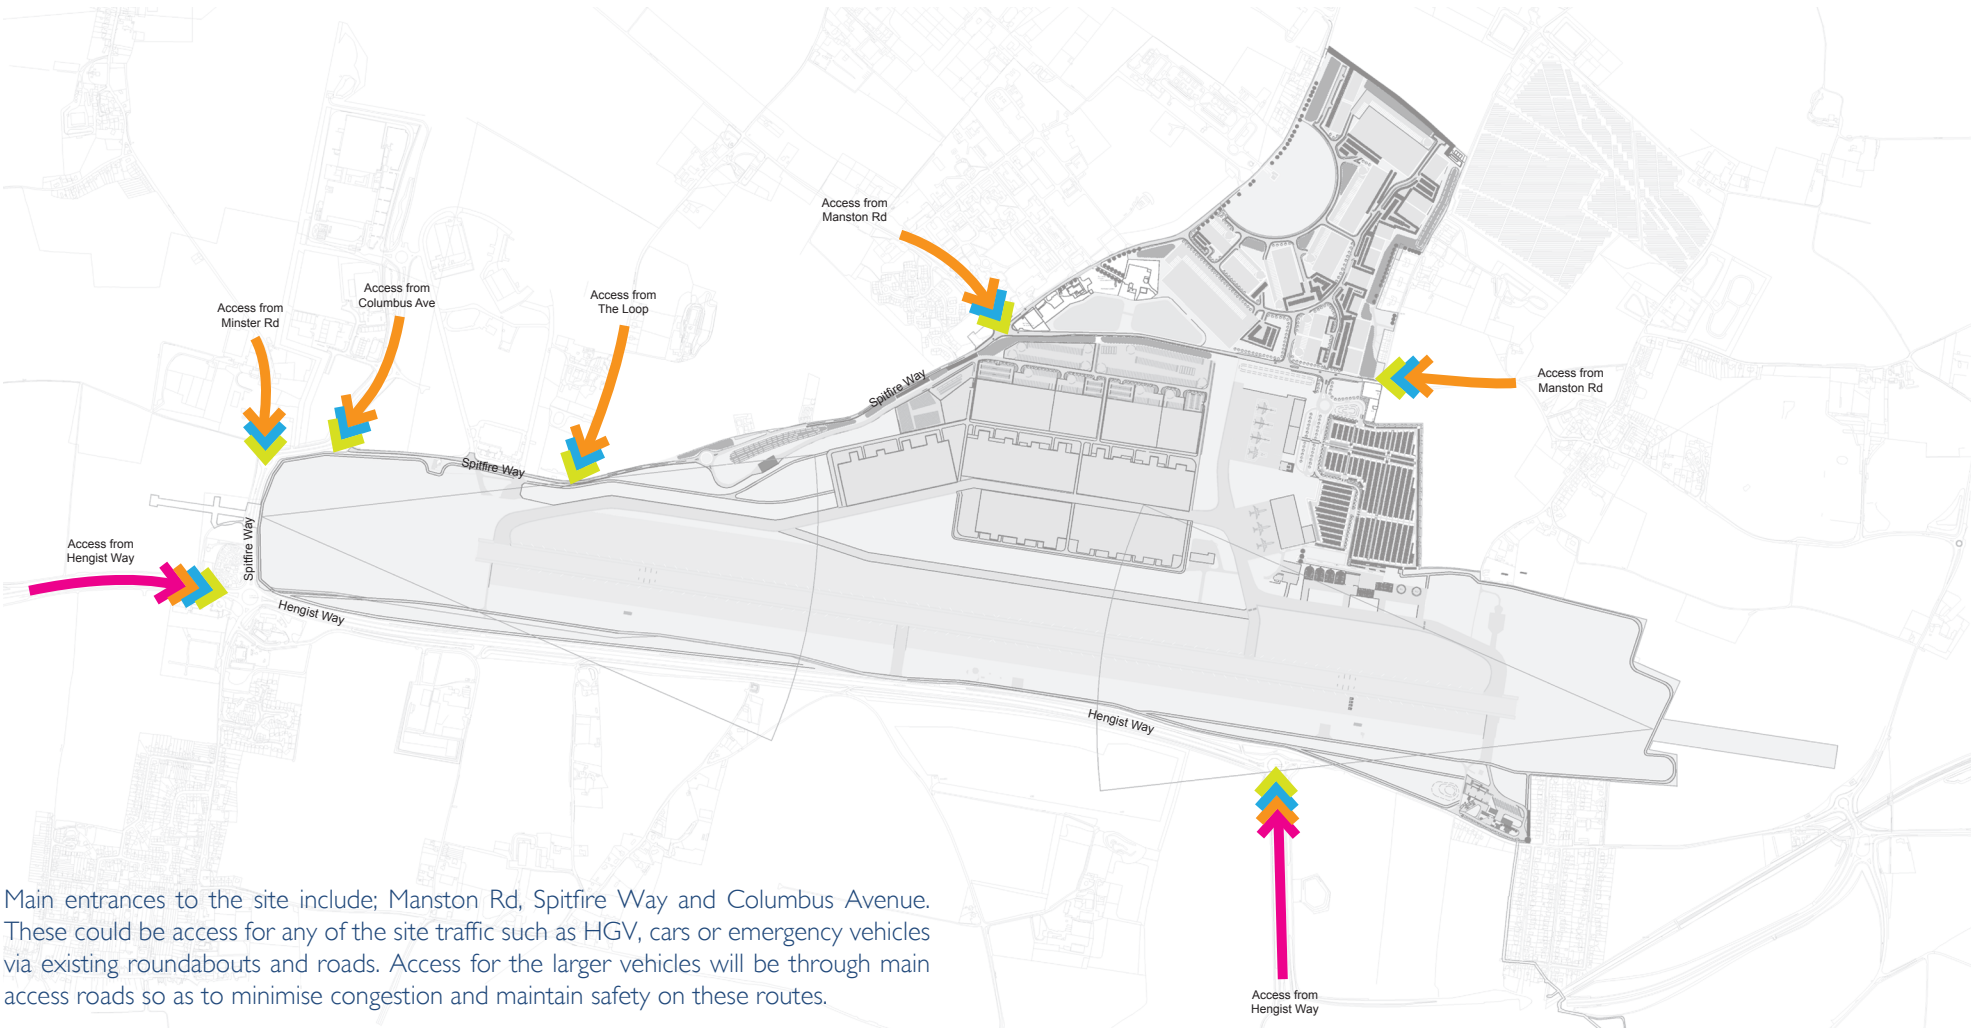 Access from
Manston Rd
Access from
Columbus Ave
Access from
The Loop
Access from
Minster Rd
Access from
Manston Rd
Spitfire Way
Spitfire Way
Spitfire Way
Access from
Hengist Way
Hengist Way
Hengist Way
Main entrances to the site include; Manston Rd, Spitfire Way and Columbus Avenue.
These could be access for any of the site traffic such as HGV, cars or emergency vehicles
via existing roundabouts and roads. Access for the larger vehicles will be through main
access roads so as to minimise congestion and maintain safety on these routes.
Access from
Hengist Way